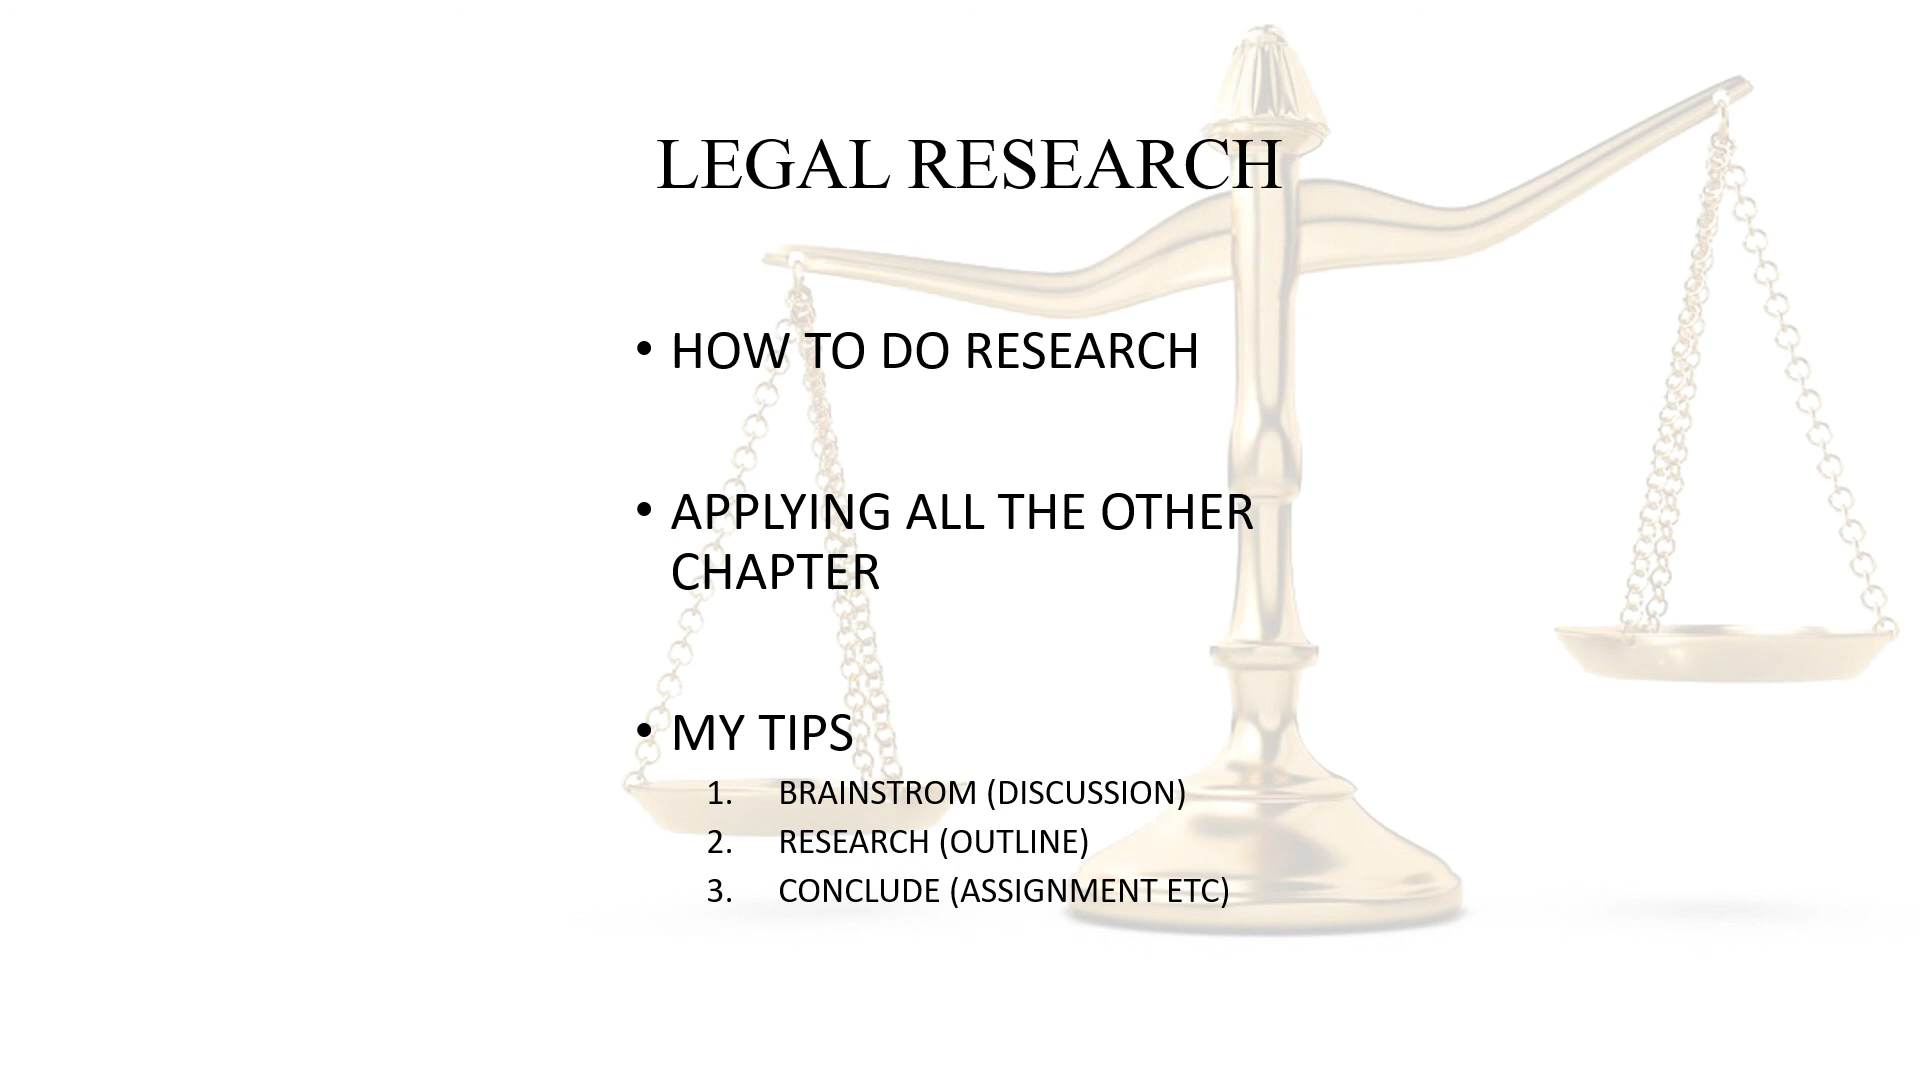 LEGAL RESEARCH
• HOW TO DO RESEARCH
• APPLYING ALL THE OTHER
CHAPTER
• MY TIPS
1. BRAINSTROM (DISCUSSION)
2. RESEARCH (OUTLINE)
3. CONCLUDE (ASSIGNMENT ETC)